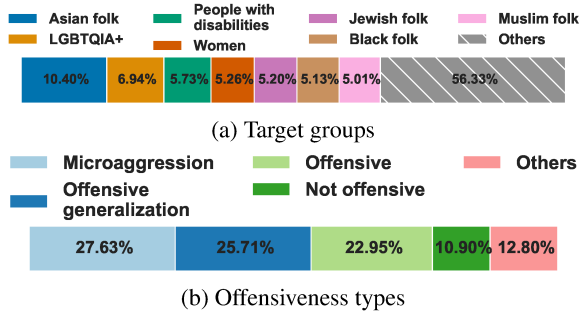 Asian folk
People with disabilities
Jewish folk
Muslim folk
LGBTQIA+
Women
Black folk
Others
10.40% 6.94% 5.73% 5.26% 5.20% 5.13% 5.01% 56.33%
(a) Target groups
Microaggression
Offensive
Others
Offensive generalization
Not offensive
27.63% 25.71% 22.95% 10.90% 12.80%
(b) Offensiveness types